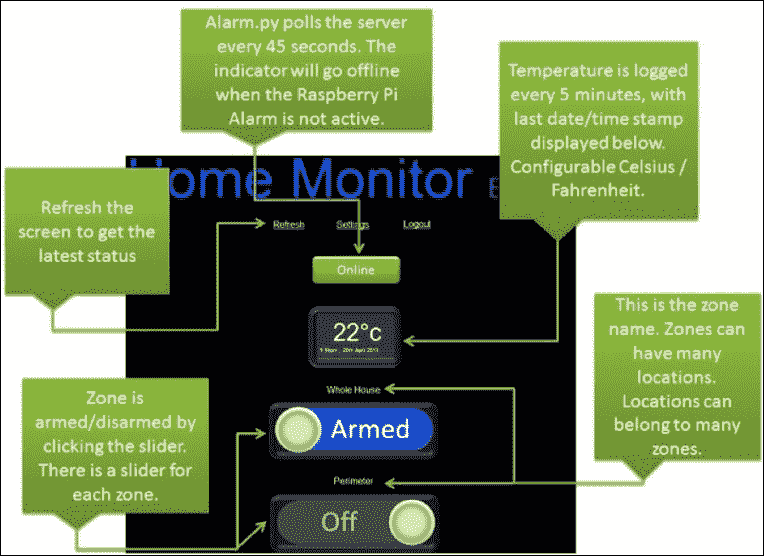 Alarm.py polls the server
every 45 seconds. The
indicator will go offline
when the Raspberry Pi
Alarm is not active.
Temperature is logged
every 5 minutes, with
last date/time stamp
displayed below.
Configurable Celsius /
Fahrenheit.
Home Monitor
Refresh the
screen to get the
latest status
Refresh Settings Logout
Online
22°c
This is the zone
name. Zones can
have many
locations.
Locations can
belong to many
zones.
Whole House
Zone is
armed/disarmed by
clicking the slider.
There is a slider for
each zone.
Armed
Perimeter
Off